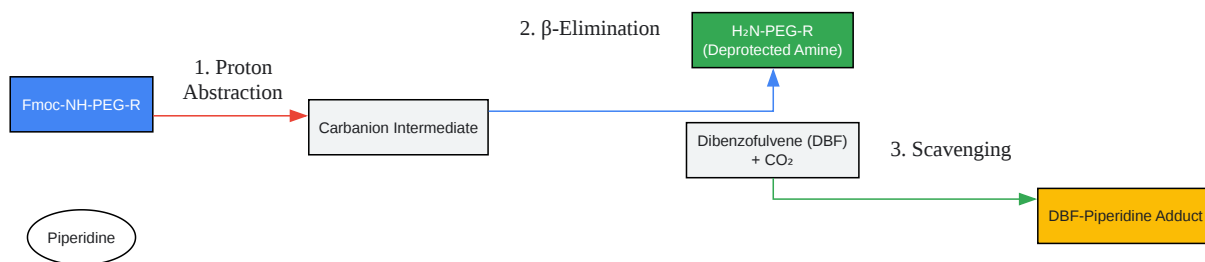 2. β-Elimination
H₂N-PEG-R
(Deprotected Amine)
1. Proton
Abstraction
Fmoc-NH-PEG-R
Carbanion Intermediate
Dibenzofulvene (DBF)
+ CO₂
3. Scavenging
DBF-Piperidine Adduct
Piperidine